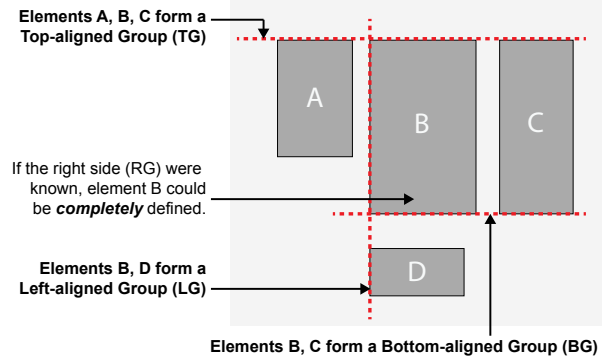 Elements A, B, C form a
Top-aligned Group (TG)
A
B
C
If the right side (RG) were
known, element B could
be completely defined.
D
Elements B, D form a
Left-aligned Group (LG)
Elements B, C form a Bottom-aligned Group (BG)